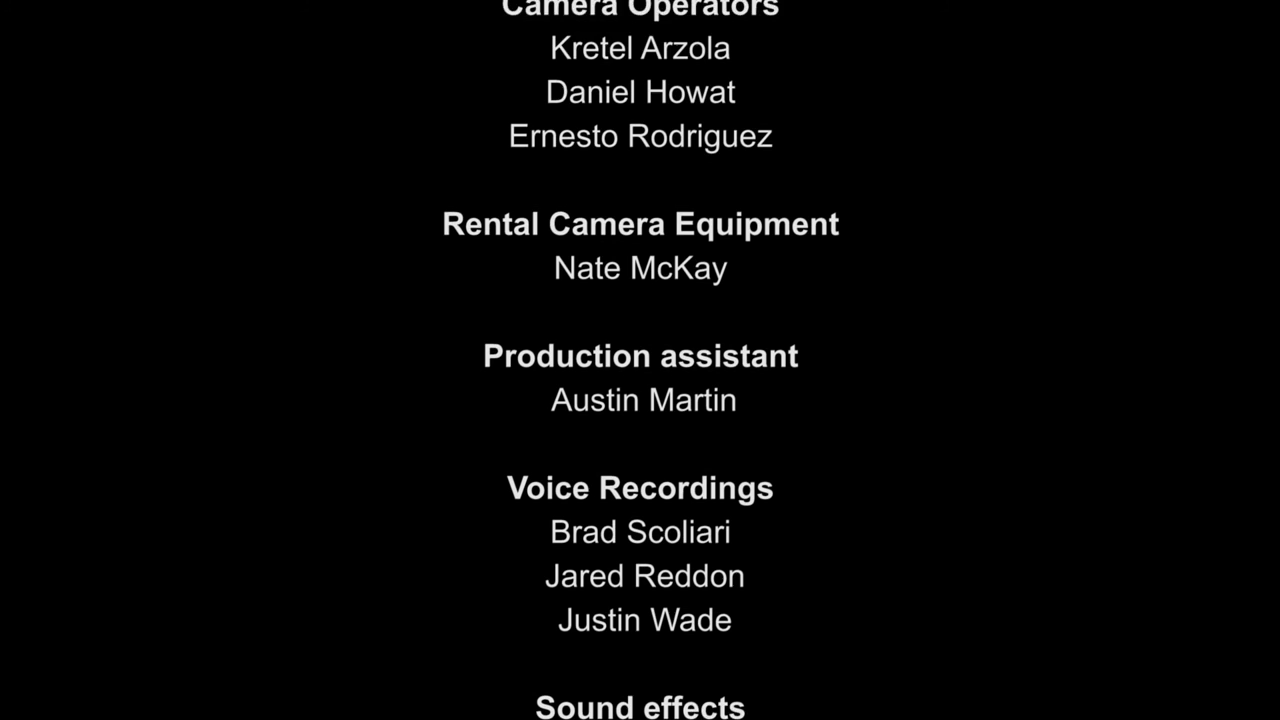 Camera Operators
Kretel Arzola
Daniel Howat
Ernesto Rodriguez
Rental Camera Equipment
Nate McKay
Production assistant
Austin Martin
Voice Recordings
Brad Scoliari
Jared Reddon
Justin Wade
Sound effects